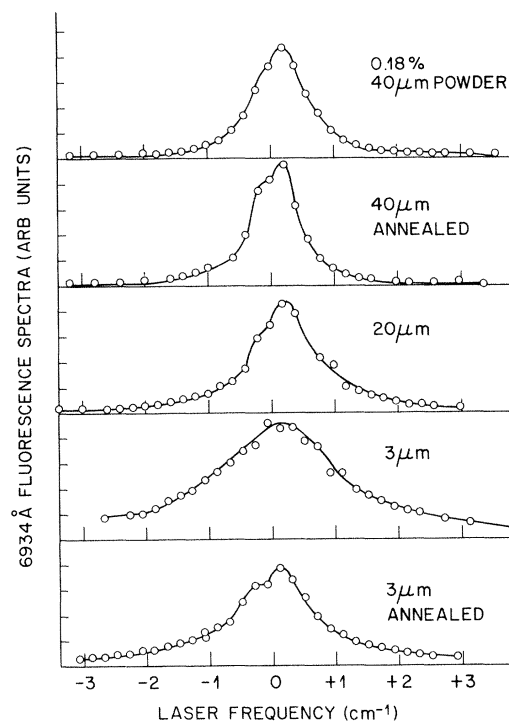 0.18%
40μm POWDER
40μm
ANNEALED
20μm
3μm
3μm
ANNEALED
6934Å FLUORESCENCE SPECTRA (ARB UNITS)
-3 -2 -1 0 +1 +2 +3
LASER FREQUENCY (cm⁻¹)